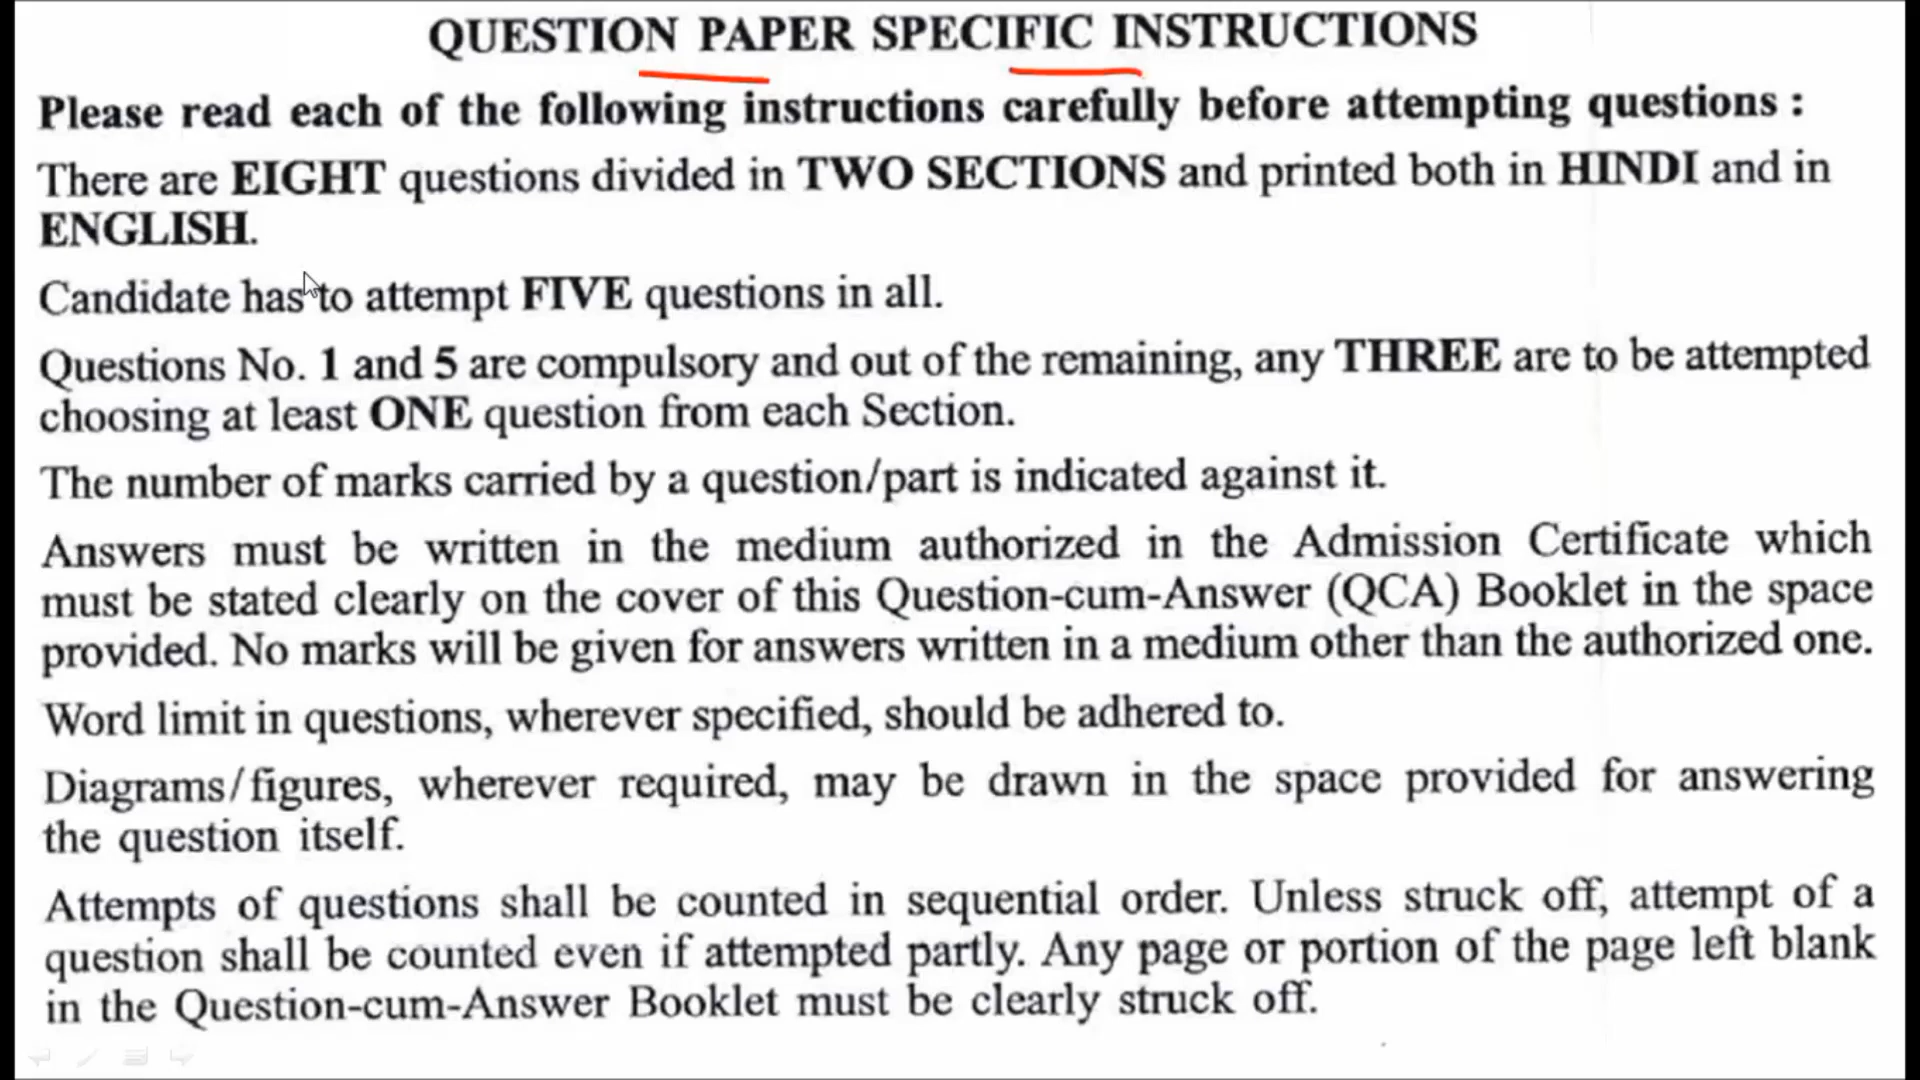 QUESTION PAPER SPECIFIC INSTRUCTIONS
Please read each of the following instructions carefully before attempting questions :
There are EIGHT questions divided in TWO SECTIONS and printed both in HINDI and in
ENGLISH.
Candidate has to attempt FIVE questions in all.
Questions No. 1 and 5 are compulsory and out of the remaining, any THREE are to be attempted
choosing at least ONE question from each Section.
The number of marks carried by a question/part is indicated against it.
Answers must be written in the medium authorized in the Admission Certificate which
must be stated clearly on the cover of this Question-cum-Answer (QCA) Booklet in the space
provided. No marks will be given for answers written in a medium other than the authorized one.
Word limit in questions, wherever specified, should be adhered to.
Diagrams/figures, wherever required, may be drawn in the space provided for answering
the question itself.
Attempts of questions shall be counted in sequential order. Unless struck off, attempt of a
question shall be counted even if attempted partly. Any page or portion of the page left blank
in the Question-cum-Answer Booklet must be clearly struck off.